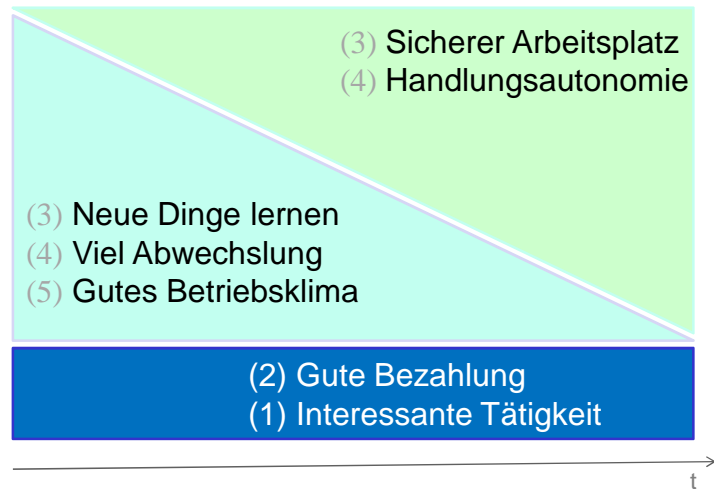 (3) Sicherer Arbeitsplatz
(4) Handlungsautonomie
(3) Neue Dinge lernen
(4) Viel Abwechslung
(5) Gutes Betriebsklima
(2) Gute Bezahlung
(1) Interessante Tätigkeit
t